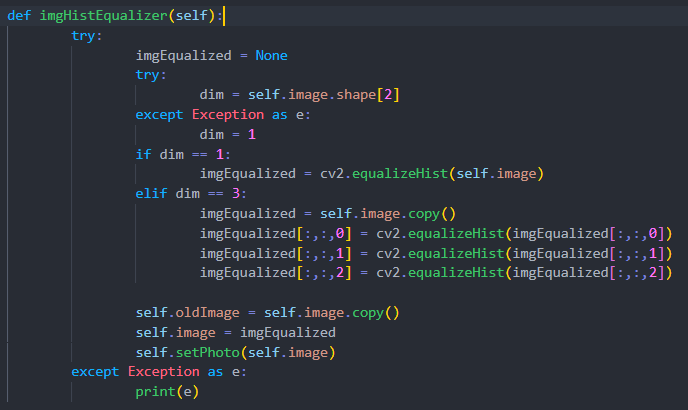 def imgHistEqualizer(self):
try:
imgEqualized = None
try:
dim = self.image.shape[2]
except Exception as e:
dim = 1
if dim == 1:
imgEqualized = cv2.equalizeHist(self.image)
elif dim == 3:
imgEqualized = self.image.copy()
imgEqualized[:,:,0] = cv2.equalizeHist(imgEqualized[:,:,0])
imgEqualized[:,:,1] = cv2.equalizeHist(imgEqualized[:,:,1])
imgEqualized[:,:,2] = cv2.equalizeHist(imgEqualized[:,:,2])
self.oldImage = self.image.copy()
self.image = imgEqualized
self.setPhoto(self.image)
except Exception as e:
print(e)